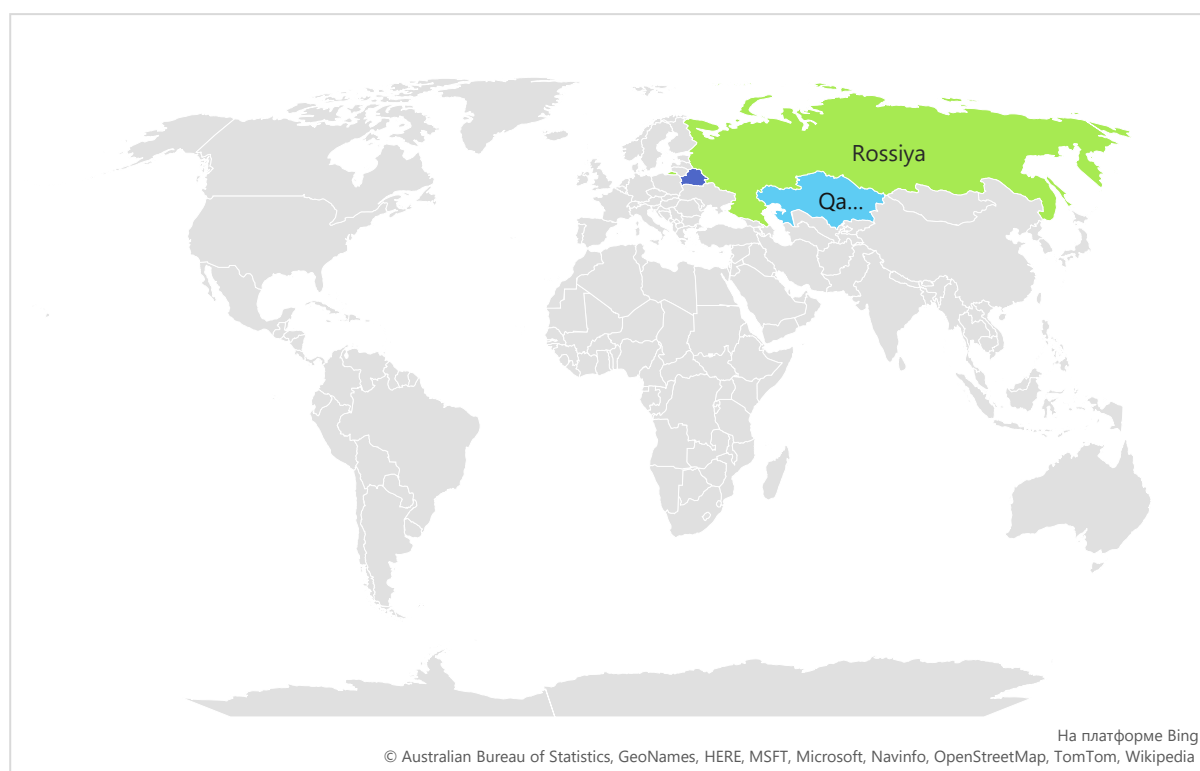 Rossiya
Qa...
На платформе Bing
© Australian Bureau of Statistics, GeoNames, HERE, MSFT, Microsoft, Navinfo, OpenStreetMap, TomTom, Wikipedia